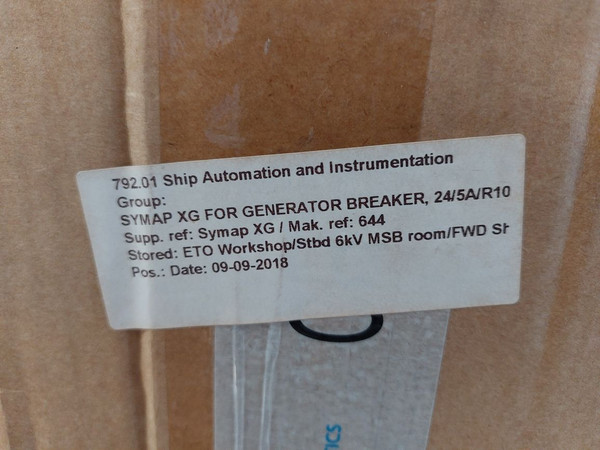 792.01 Ship Automation and Instrumentation
Group:
SYMAP XG FOR GENERATOR BREAKER, 24/5A/R10
Supp. ref: Symap XG / Mak. ref: 644
Stored: ETO Workshop/Stbd 6kV MSB room/FWD Sh
Pos.: Date: 09-09-2018
TICS